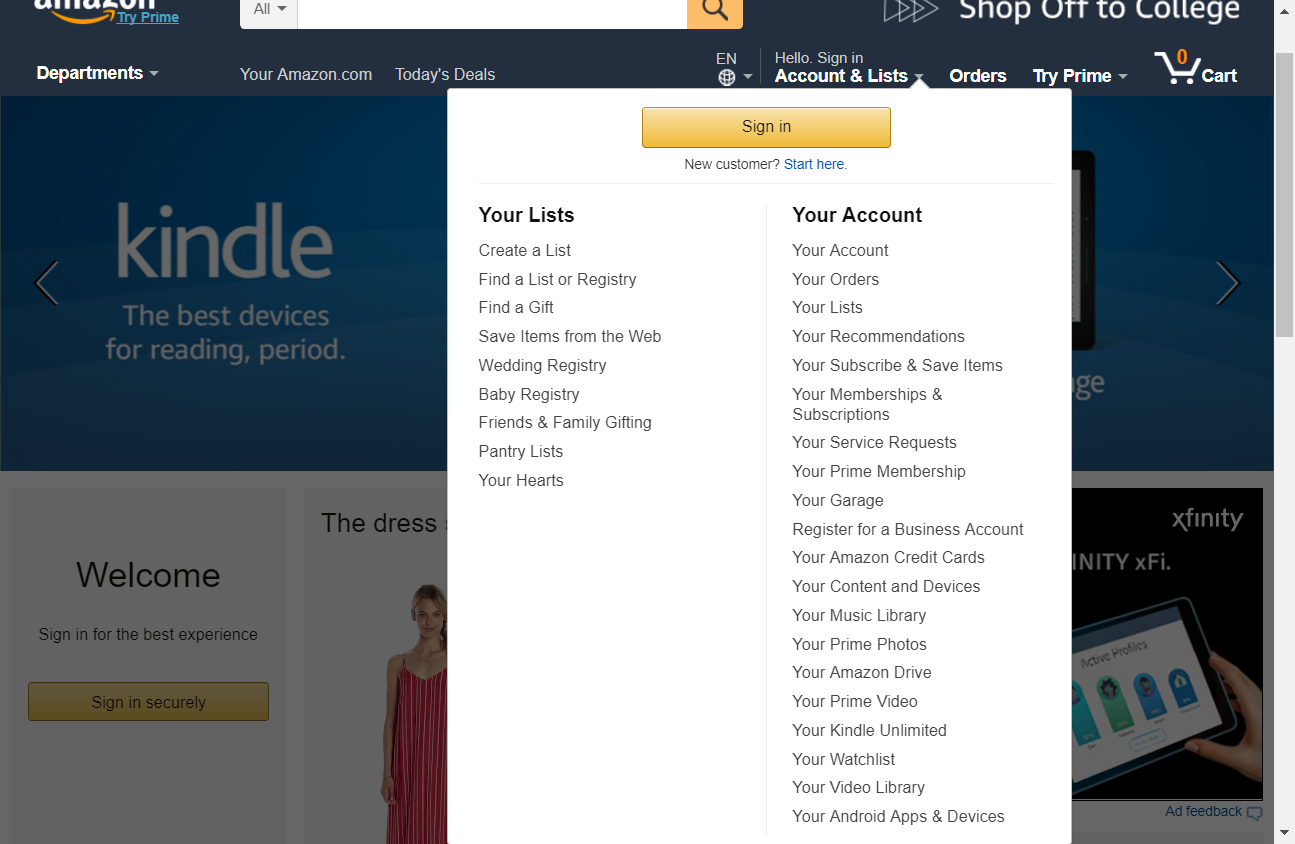 amazon
Try Prime
All
Shop Off to College
Departments
Your Amazon.com
Today's Deals
EN
Hello. Sign in
Account & Lists
Orders
Try Prime
0
Cart
Sign in
New customer? Start here.
kindle
The best devices
for reading, period.
Your Lists
Create a List
Find a List or Registry
Find a Gift
Save Items from the Web
Wedding Registry
Baby Registry
Friends & Family Gifting
Pantry Lists
Your Hearts
Your Account
Your Account
Your Orders
Your Lists
Your Recommendations
Your Subscribe & Save Items
Your Memberships &
Subscriptions
Your Service Requests
Your Prime Membership
Your Garage
Register for a Business Account
Your Amazon Credit Cards
Your Content and Devices
Your Music Library
Your Prime Photos
Your Amazon Drive
Your Prime Video
Your Kindle Unlimited
Your Watchlist
Your Video Library
Your Android Apps & Devices
Welcome
Sign in for the best experience
Sign in securely
The dress
xfinity
INITY xFi.
Active Profiles
Ad feedback